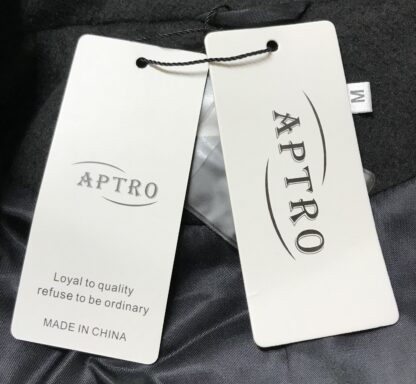 APTRO
Loyal to quality
refuse to be ordinary
MADE IN CHINA
APTRO
M